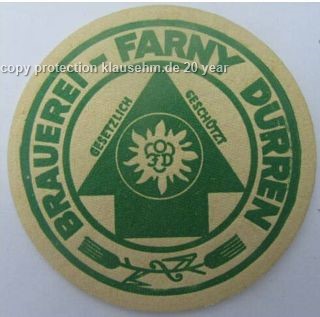 copy protection klausehm.de 20 year
BRAUEREI FARNY DÜRREN
GESETZLICH GESCHÜTZT